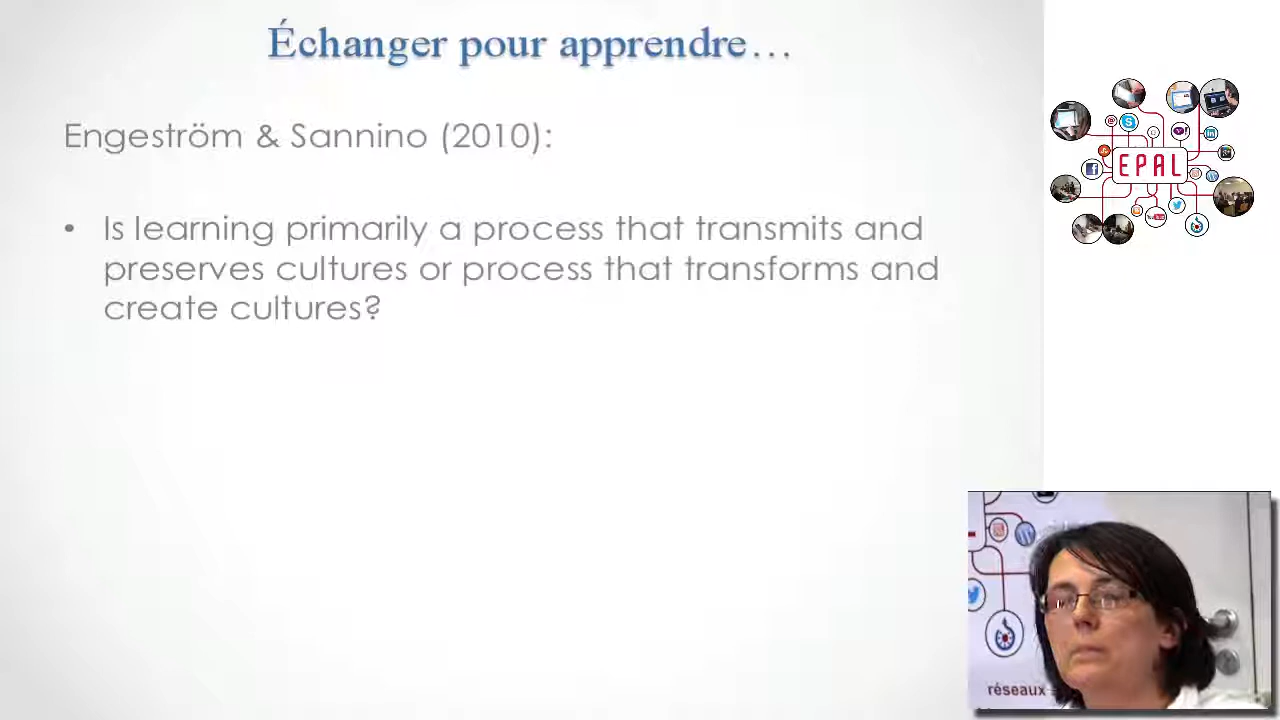 Échanger pour apprendre…
Engeström & Sannino (2010):
• Is learning primarily a process that transmits and
preserves cultures or process that transforms and
create cultures?
EPAL
réseaux